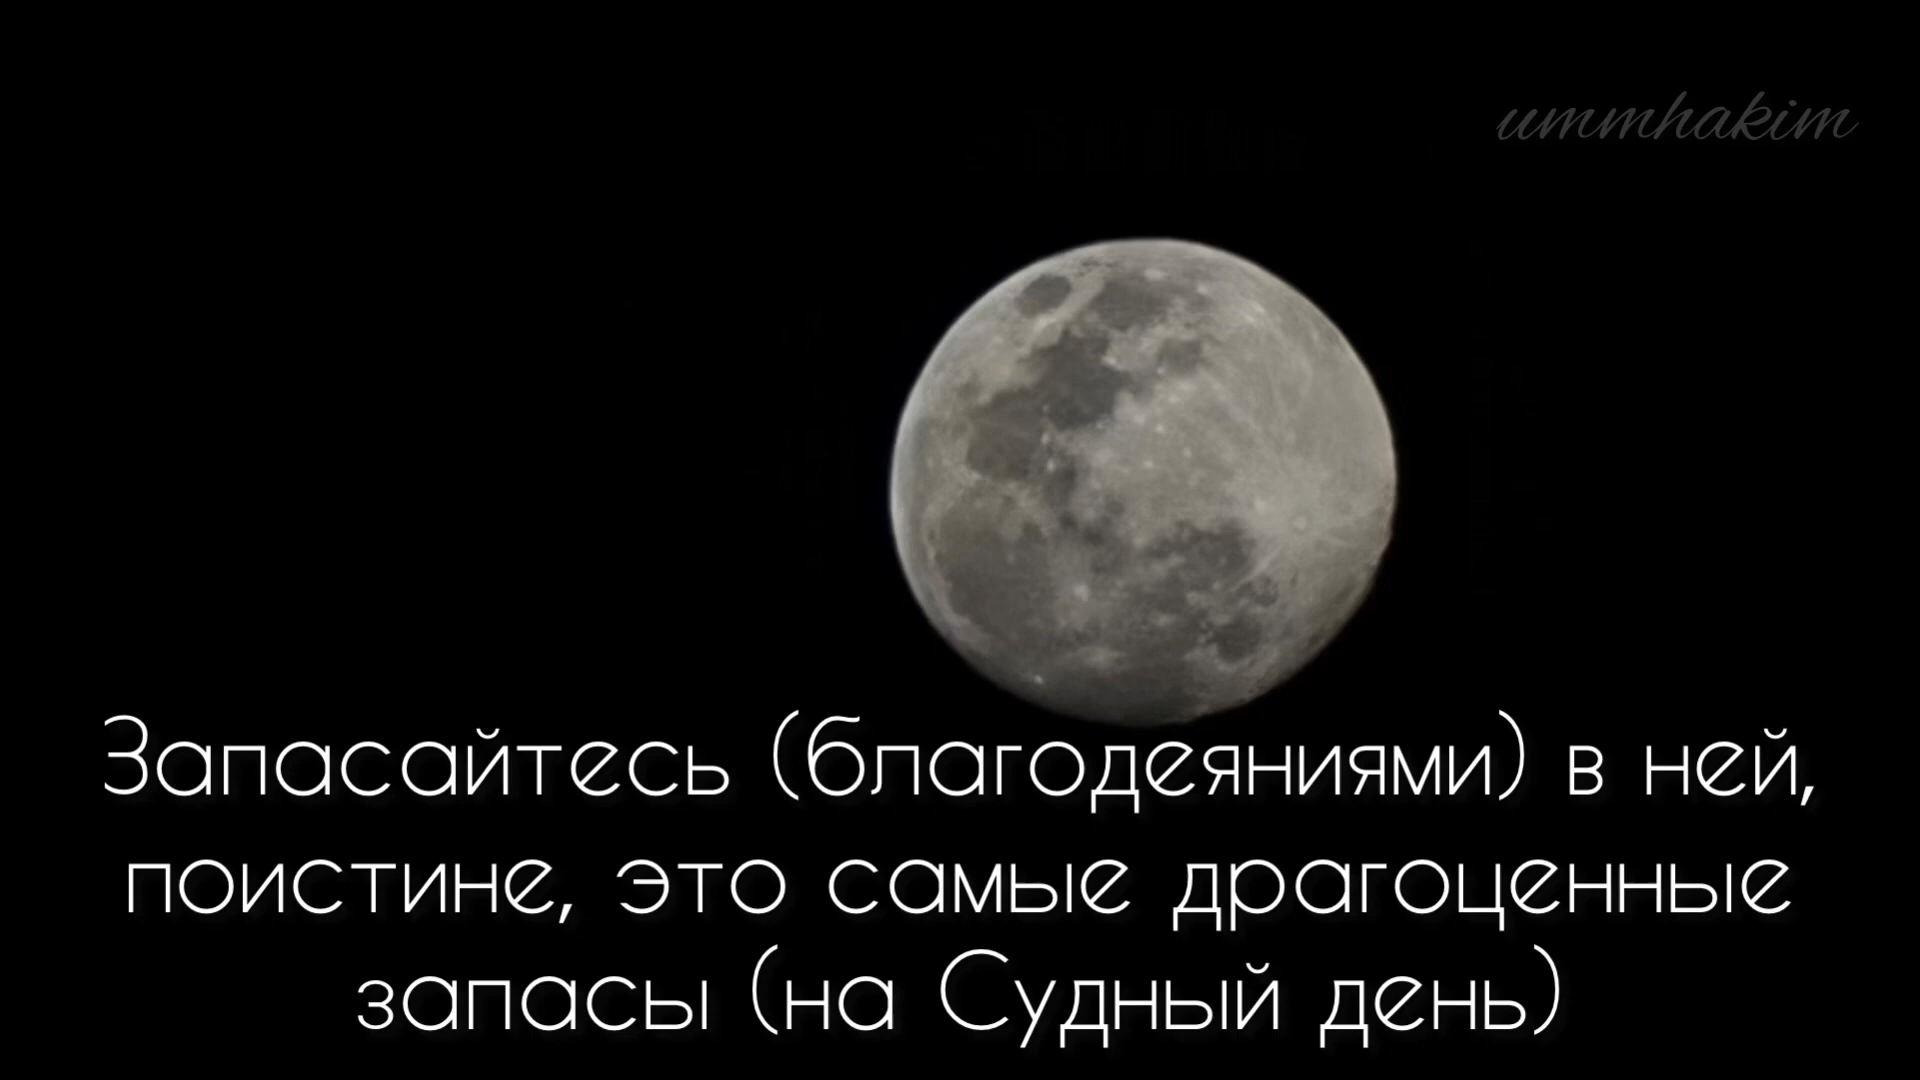 ummhakim
Запасайтесь (благодеяниями) в ней,
поистине, это самые драгоценные
запасы (на Судный день)